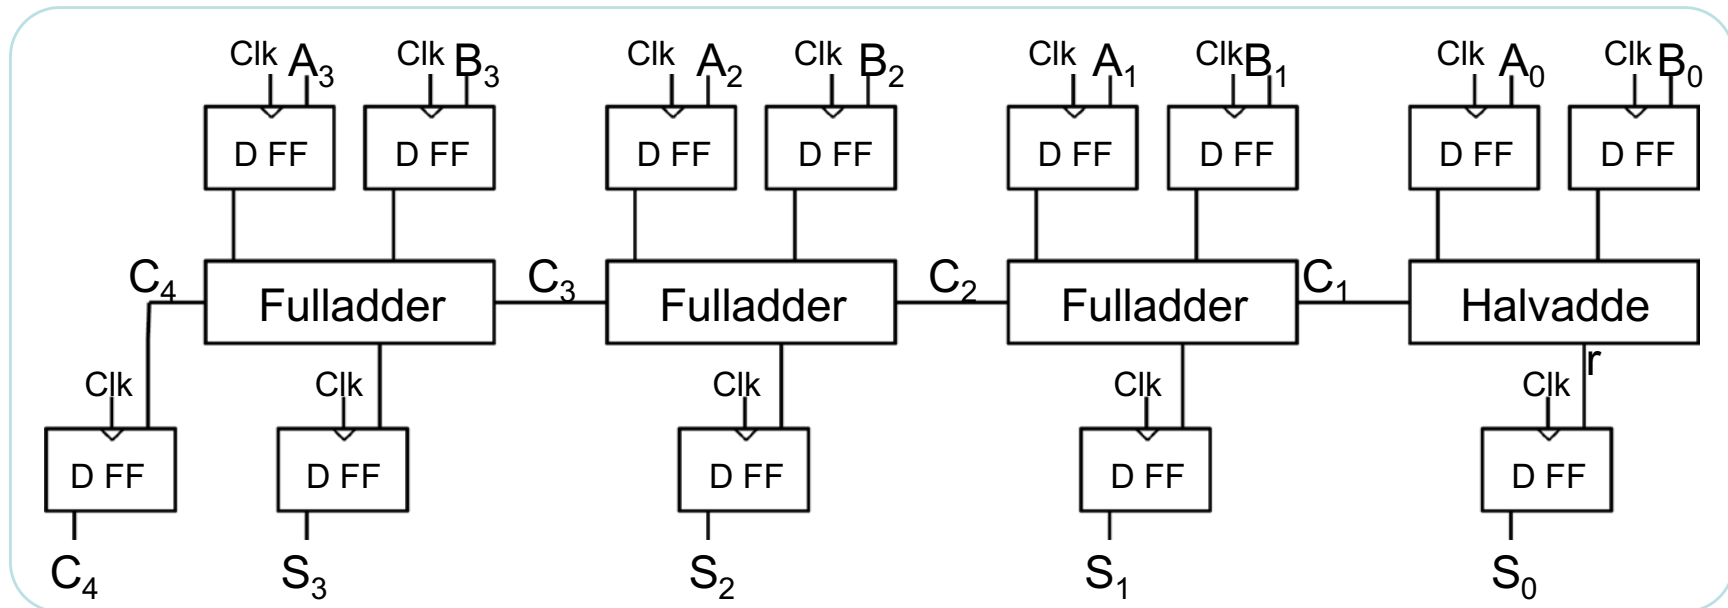 Clk A3 Clk B3 Clk A2 Clk B2 Clk A1 Clk B1 Clk A0 Clk B0
D FF D FF D FF D FF D FF D FF D FF D FF
C4 Fulladder C3 Fulladder C2 Fulladder C1 Halvadde
r
Clk Clk Clk Clk Clk
D FF D FF D FF D FF D FF
C4 S3 S2 S1 S0